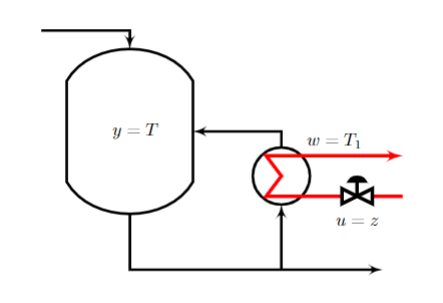 y = T
w = T₁
u = z